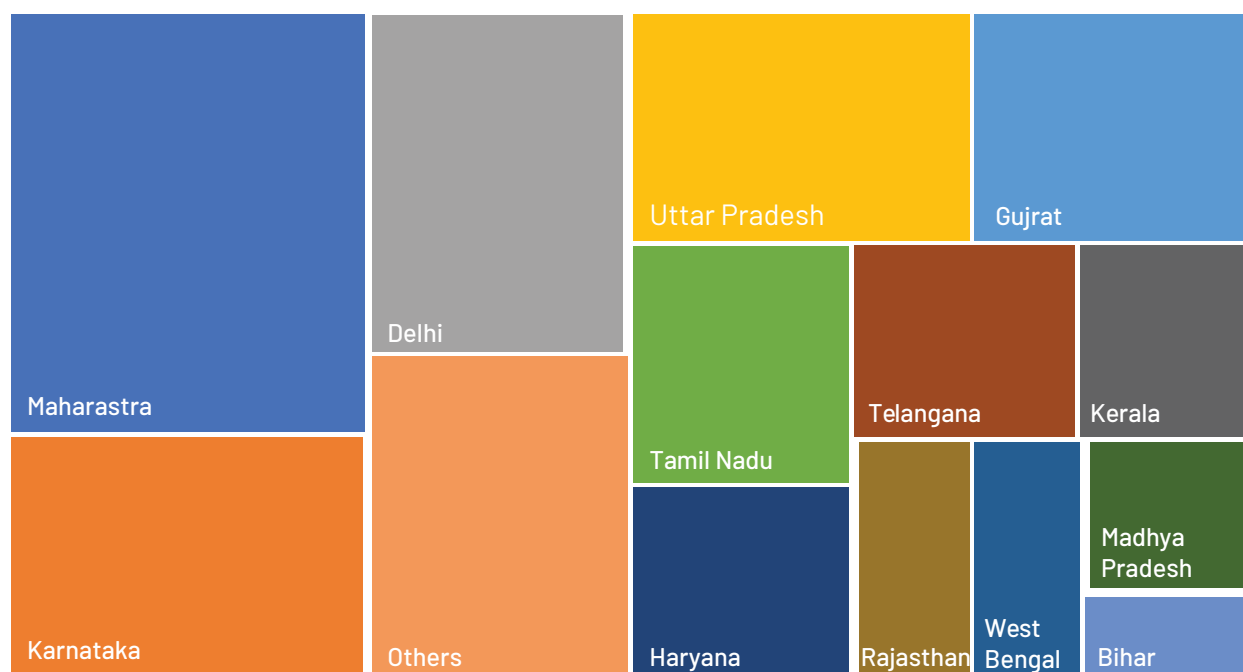 Maharastra
Karnataka
Delhi
Others
Uttar Pradesh
Gujrat
Tamil Nadu
Telangana
Kerala
Haryana
Rajasthan
West
Bengal
Madhya
Pradesh
Bihar